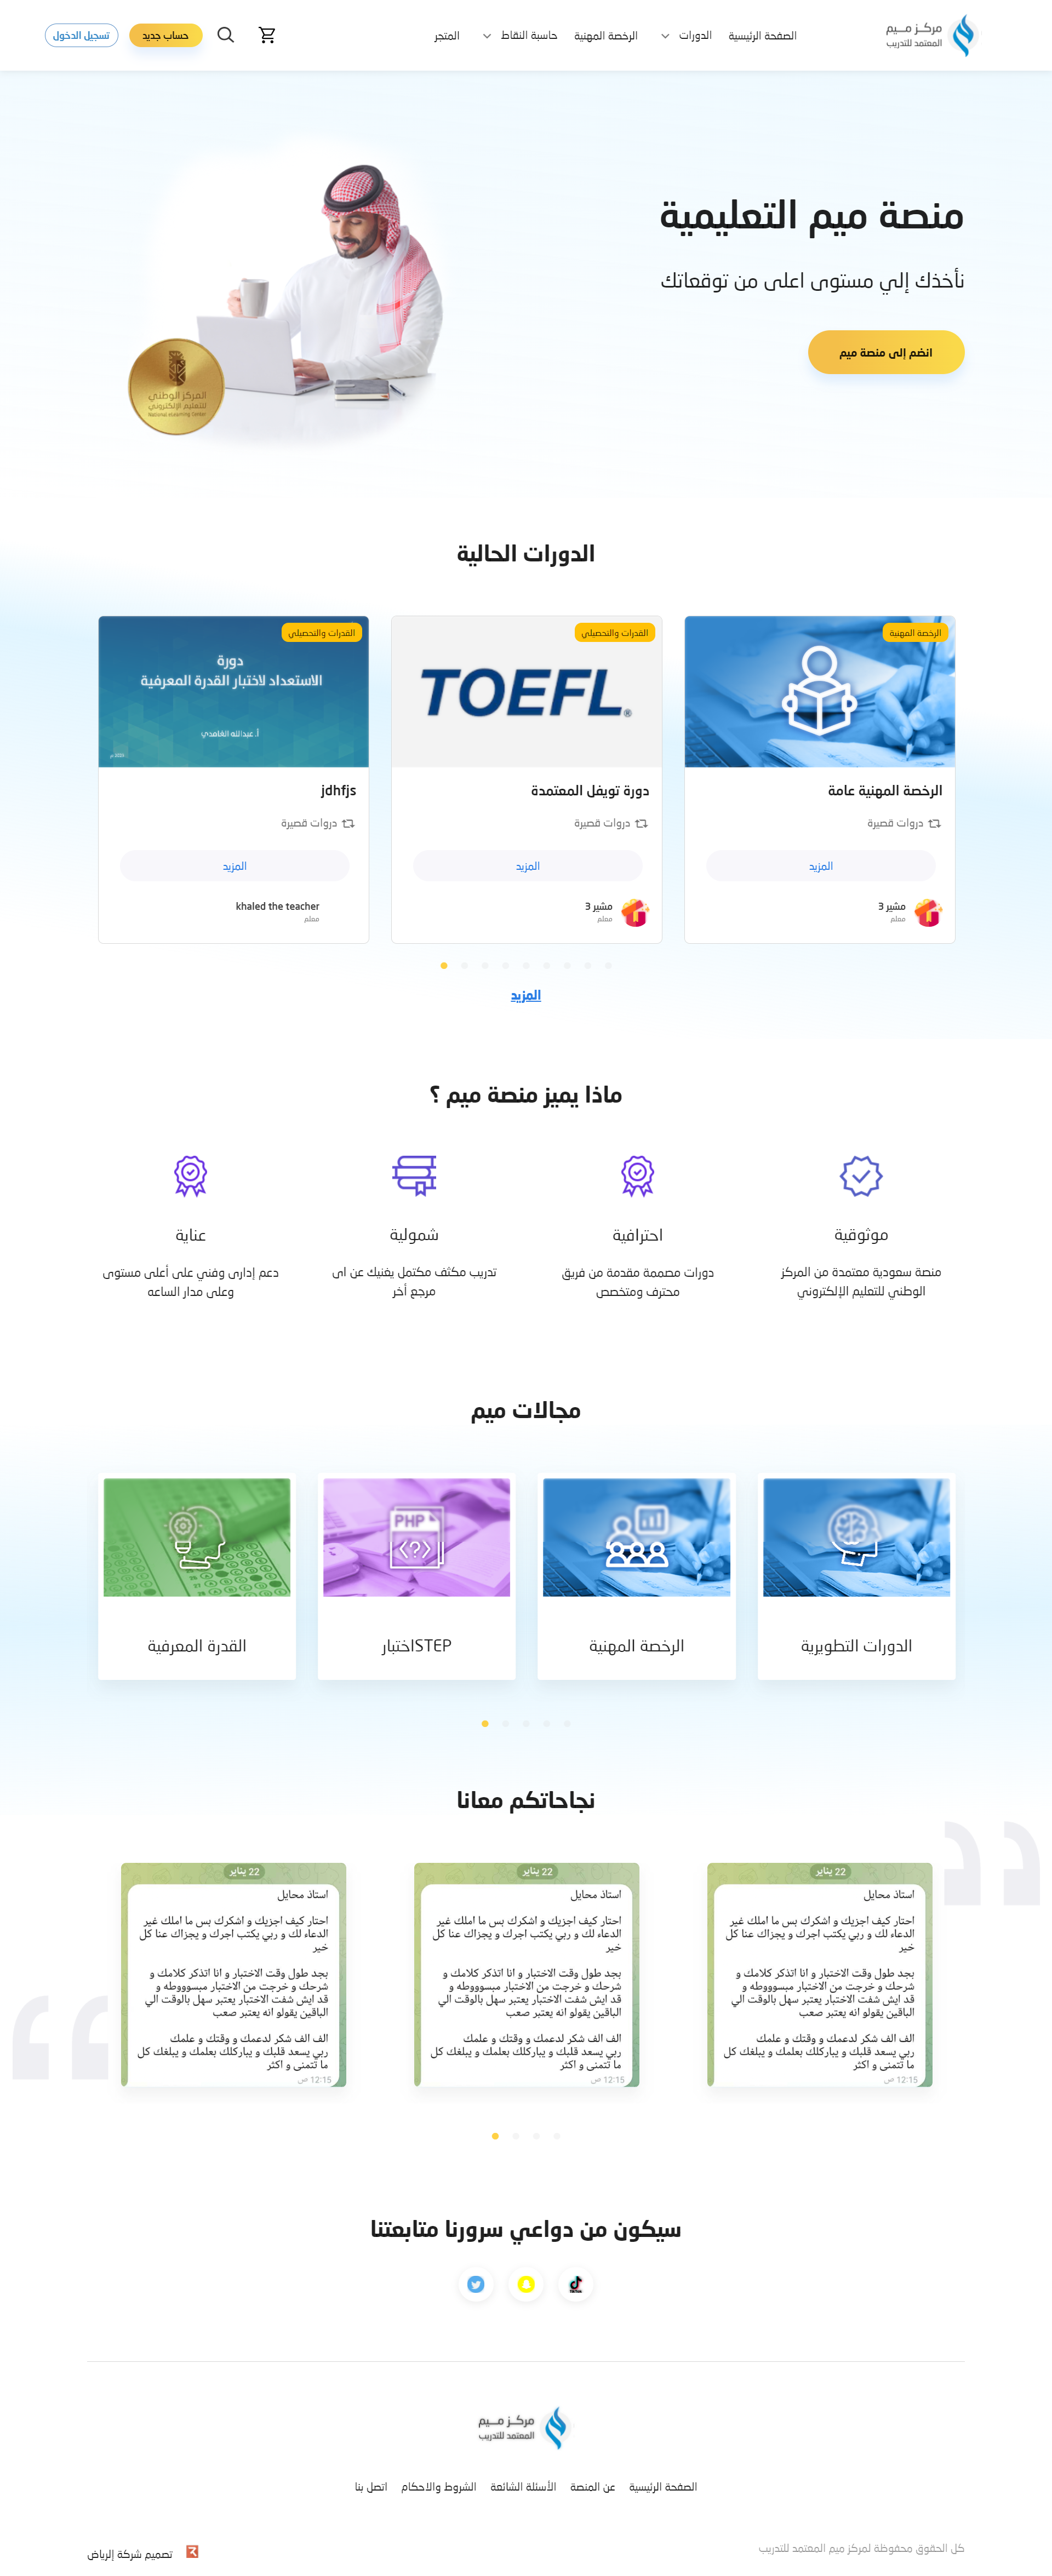 مركـز مـيـم
المعتمد للتدريب
الصفحة الرئيسية
الدورات
الرخصة المهنية
حاسبة النقاط
المتجر
حساب جديد
تسجيل الدخول
منصة ميم التعليمية
نأخذك إلي مستوى اعلى من توقعاتك
انضم إلى منصة ميم
المركز الوطني
للتعليم الإلكتروني
National eLearning Center
الدورات الحالية
الرخصة المهنية
الرخصة المهنية عامة
دروات قصيرة
المزيد
مشير 3
معلم
القدرات والتحصيلي
TOEFL®
دورة تويفل المعتمدة
دروات قصيرة
المزيد
مشير 3
معلم
القدرات والتحصيلي
دورة
الاستعداد لاختبار القدرة المعرفية
أ. عبدالله الغامدي
jdhfjs
دروات قصيرة
المزيد
khaled the teacher
معلم
المزيد
ماذا يميز منصة ميم ؟
موثوقية
منصة سعودية معتمدة من المركز
الوطني للتعليم الإلكتروني
احترافية
دورات مصممة مقدمة من فريق
محترف ومتخصص
شمولية
تدريب مكثف مكتمل يغنيك عن اى
مرجع أخر
عناية
دعم إدارى وفني على أعلى مستوى
وعلى مدار الساعه
مجالات ميم
الدورات التطويرية
الرخصة المهنية
PHP
<?>
اختبارSTEP
القدرة المعرفية
نجاحاتكم معانا
22 يناير
استاذ محايل
احتار كيف اجزيك و اشكرك بس ما املك غير
الدعاء لك و ربي يكتب اجرك و يجزاك عنا كل
خير
بجد طول وقت الاختبار و انا اتذكر كلامك و
شرحك و خرجت من الاختبار مبسوووطه و
قد ايش شفت الاختبار يعتبر سهل بالوقت الي
الباقين يقولو انه يعتبر صعب
الف الف شكر لدعمك و وقتك و علمك
ربي يسعد قلبك و يباركلك بعلمك و يبلغك كل
ما تتمنى و اكثر
12:15 ص
22 يناير
استاذ محايل
احتار كيف اجزيك و اشكرك بس ما املك غير
الدعاء لك و ربي يكتب اجرك و يجزاك عنا كل
خير
بجد طول وقت الاختبار و انا اتذكر كلامك و
شرحك و خرجت من الاختبار مبسوووطه و
قد ايش شفت الاختبار يعتبر سهل بالوقت الي
الباقين يقولو انه يعتبر صعب
الف الف شكر لدعمك و وقتك و علمك
ربي يسعد قلبك و يباركلك بعلمك و يبلغك كل
ما تتمنى و اكثر
12:15 ص
22 يناير
استاذ محايل
احتار كيف اجزيك و اشكرك بس ما املك غير
الدعاء لك و ربي يكتب اجرك و يجزاك عنا كل
خير
بجد طول وقت الاختبار و انا اتذكر كلامك و
شرحك و خرجت من الاختبار مبسوووطه و
قد ايش شفت الاختبار يعتبر سهل بالوقت الي
الباقين يقولو انه يعتبر صعب
الف الف شكر لدعمك و وقتك و علمك
ربي يسعد قلبك و يباركلك بعلمك و يبلغك كل
ما تتمنى و اكثر
12:15 ص
سيكون من دواعي سرورنا متابعتنا
مركـز مـيـم
المعتمد للتدريب
الصفحة الرئيسية
عن المنصة
الأسئلة الشائعة
الشروط والاحكام
اتصل بنا
كل الحقوق محفوظة لمركز ميم المعتمد للتدريب
تصميم شركة إلرياض